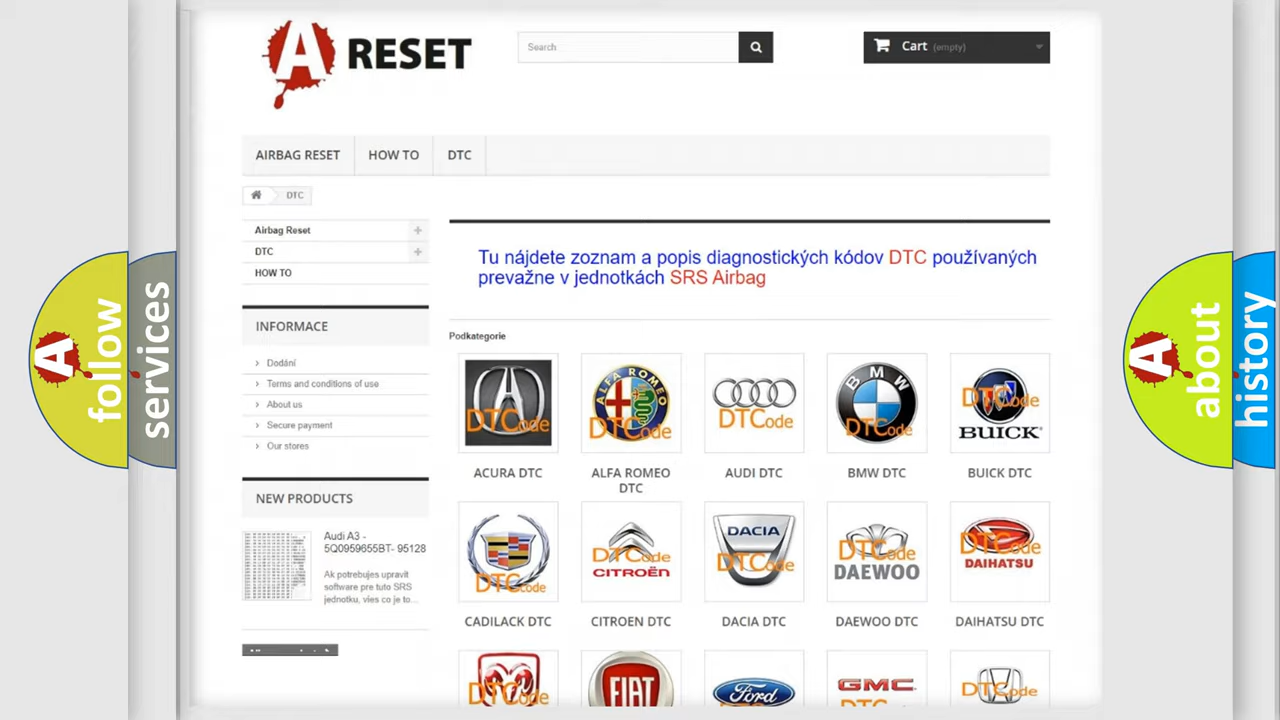 A RESET
Search
Cart (empty)
AIRBAG RESET
HOW TO
DTC
DTC
Airbag Reset
DTC
HOW TO
Tu nájdete zoznam a popis diagnostických kódov DTC používaných
prevažne v jednotkách SRS Airbag
INFORMACE
Dodání
Terms and conditions of use
About us
Secure payment
Our stores
NEW PRODUCTS
Audi A3 -
5Q0959655BT- 95128
Ak potrebujes upravit
software pre tuto SRS
jednotku, vies co je to...
Podkategorie
DTCode
ALFA ROMEO
DTCode
DTCode
BMW
DTCode
DTCode
BUICK
ACURA DTC
ALFA ROMEO
DTC
AUDI DTC
BMW DTC
BUICK DTC
DTCode
DTCode
CITROËN
DACIA
DTCode
DTCode
DAEWOO
DTCode
DAIHATSU
CADILACK DTC
CITROEN DTC
DACIA DTC
DAEWOO DTC
DAIHATSU DTC
DTCode
FIAT
Ford
GMC
DTCode
A
follow
services
A
about
history